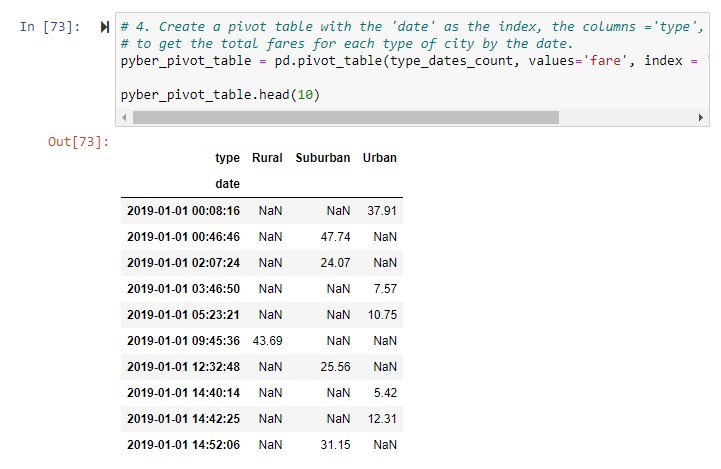 In [73]:
# 4. Create a pivot table with the 'date' as the index, the columns ='type',
# to get the total fares for each type of city by the date.
pyber_pivot_table = pd.pivot_table(type_dates_count, values='fare', index =
pyber_pivot_table.head(10)
Out[73]:
type Rural Suburban Urban
date
2019-01-01 00:08:16 NaN NaN 37.91
2019-01-01 00:46:46 NaN 47.74 NaN
2019-01-01 02:07:24 NaN 24.07 NaN
2019-01-01 03:46:50 NaN NaN 7.57
2019-01-01 05:23:21 NaN NaN 10.75
2019-01-01 09:45:36 43.69 NaN NaN
2019-01-01 12:32:48 NaN 25.56 NaN
2019-01-01 14:40:14 NaN NaN 5.42
2019-01-01 14:42:25 NaN NaN 12.31
2019-01-01 14:52:06 NaN 31.15 NaN